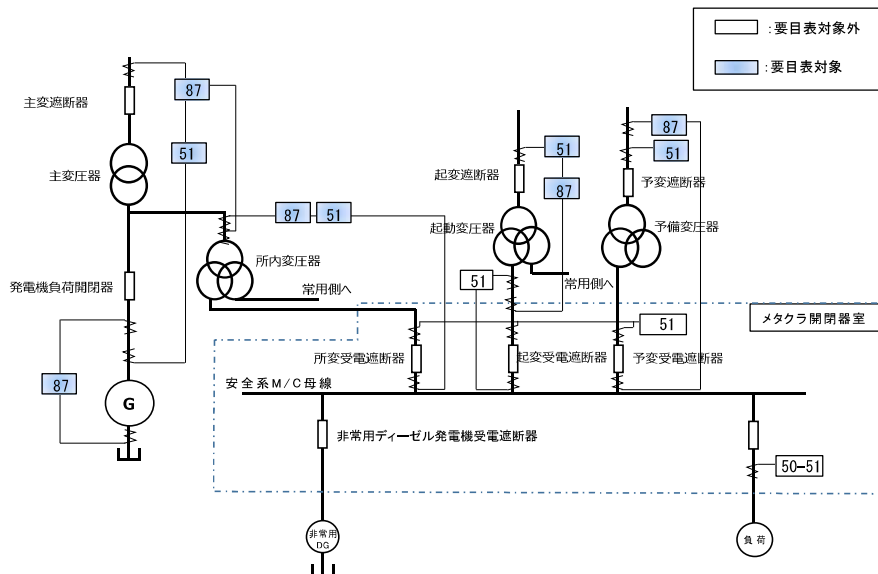 ：要目表対象外
：要目表対象
87
主変遮断器
51
87
51
主変圧器
起変遮断器
51
87
予変遮断器
87
51
起動変圧器
予備変圧器
所内変圧器
常用側へ
常用側へ
発電機負荷開閉器
51
メタクラ開閉器室
51
所変受電遮断器
起変受電遮断器
予変受電遮断器
87
安全系M/C母線
G
非常用ディーゼル発電機受電遮断器
50-51
非常用
DG
負荷